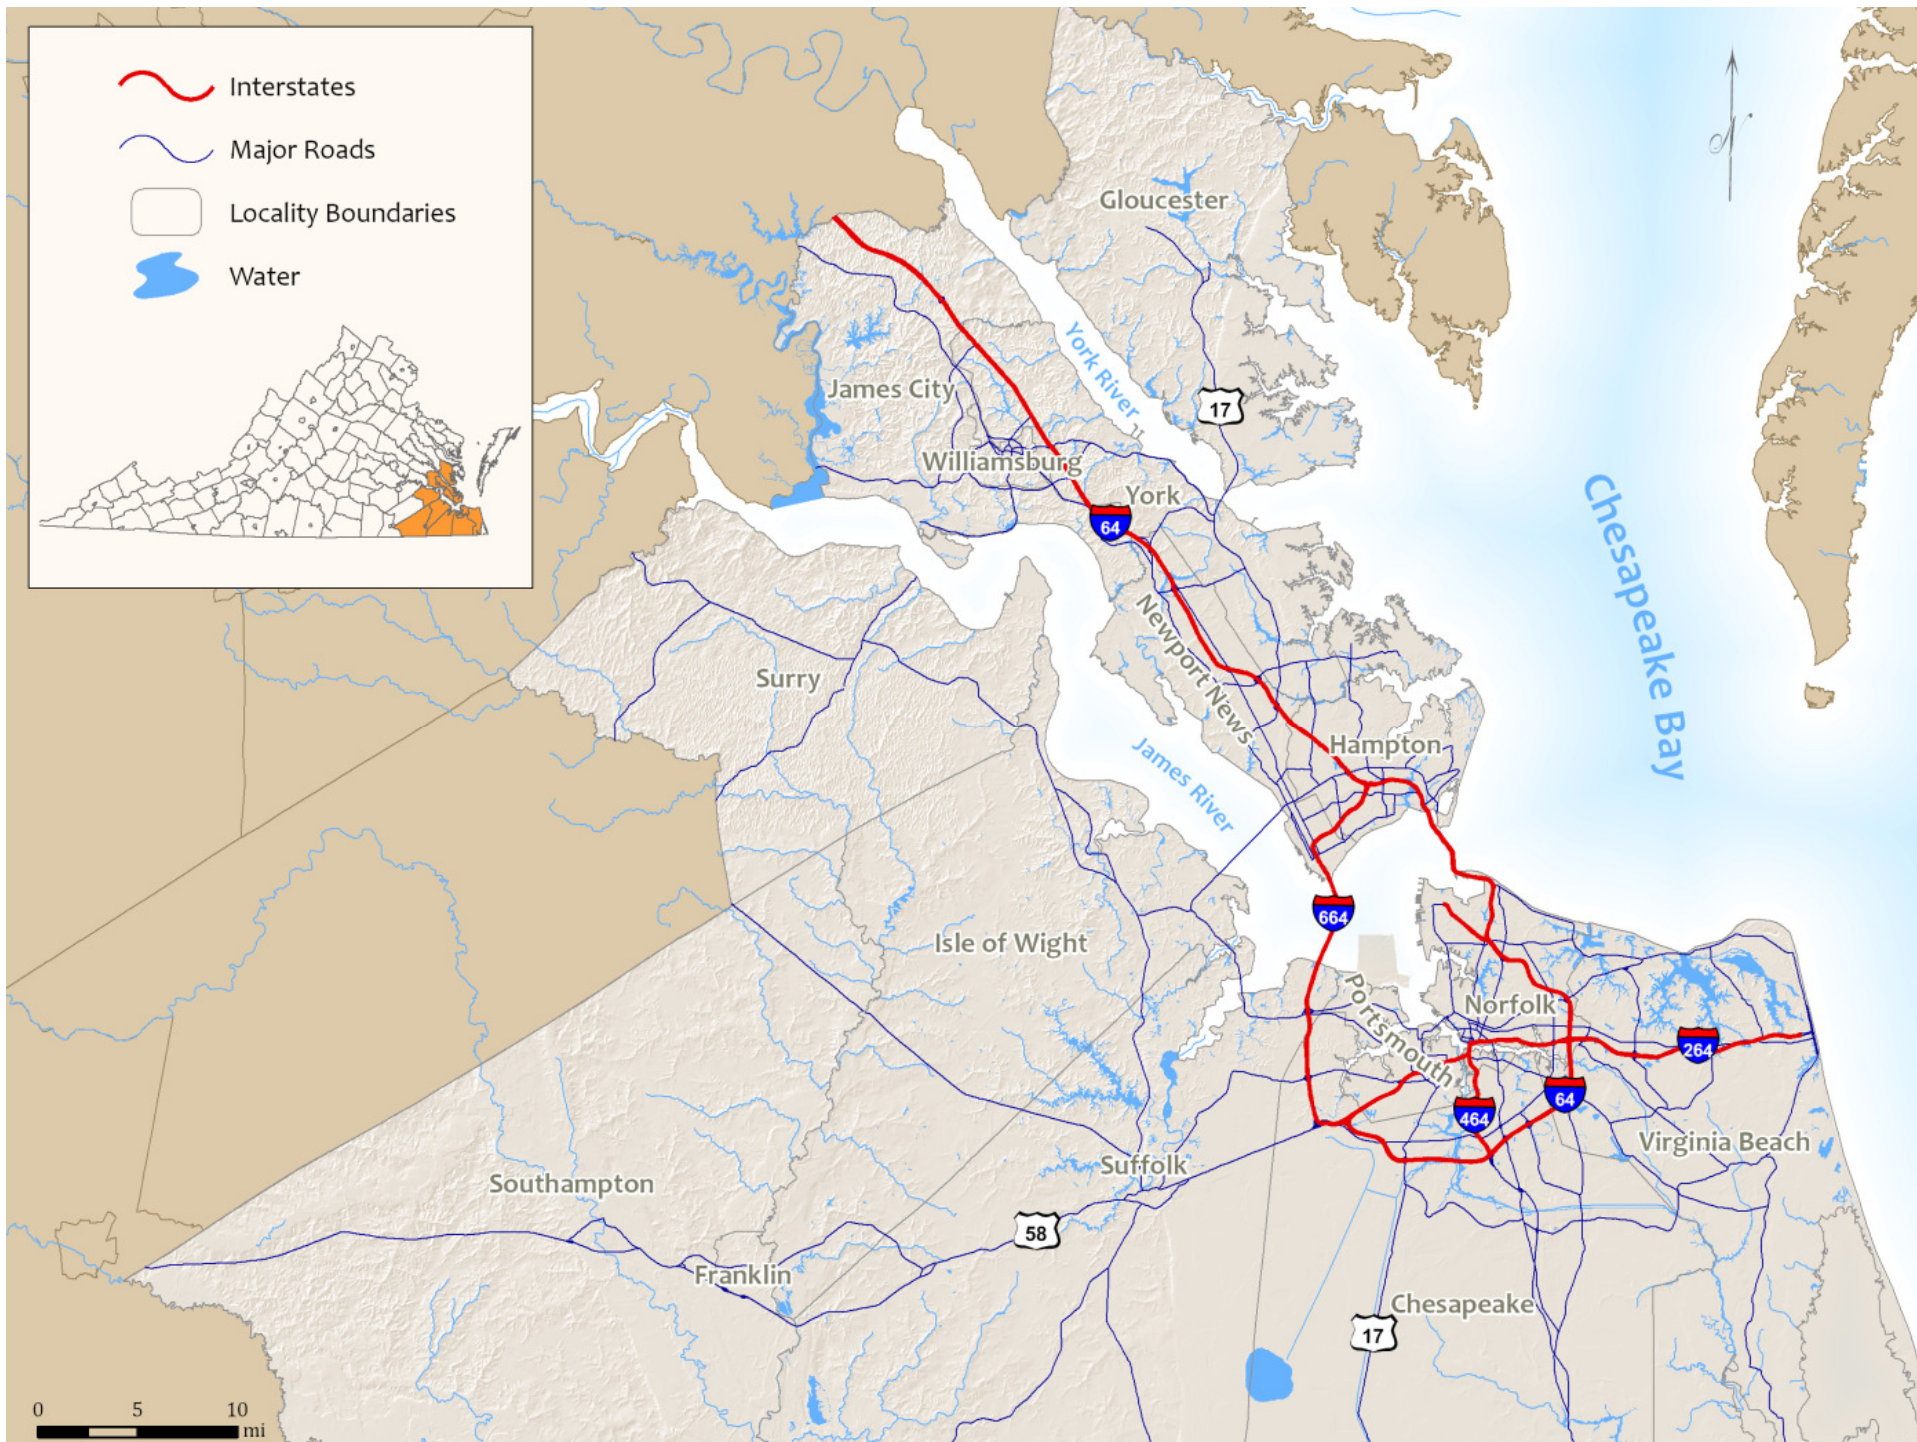 Interstates
Major Roads
Locality Boundaries
Water
N
Gloucester
York River
17
James City
Williamsburg
York
64
Chesapeake Bay
Newport News
Surry
James River
Hampton
664
Isle of Wight
Portsmouth
Norfolk
264
64
464
Virginia Beach
Suffolk
Southampton
58
Franklin
Chesapeake
17
0 5 10
mi